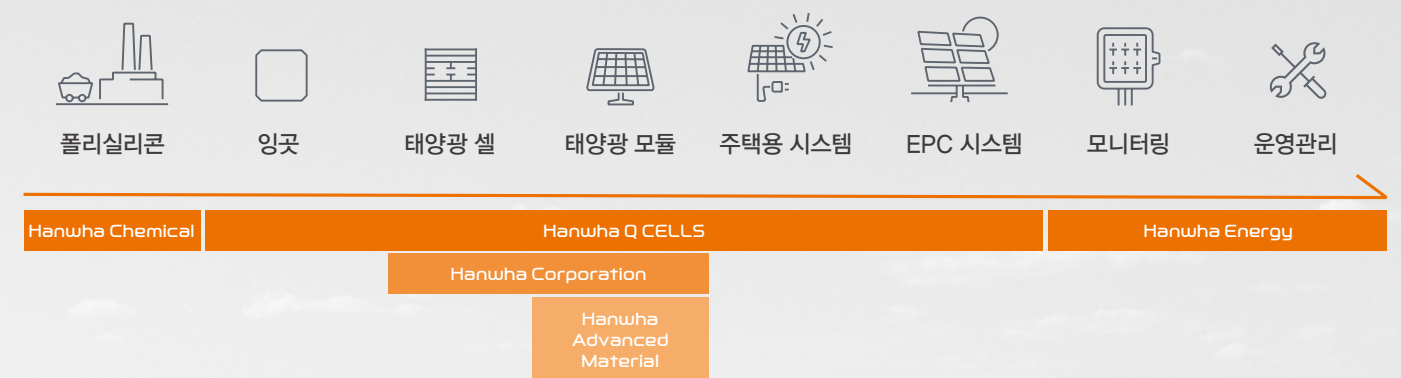 폴리실리콘
잉곳
태양광 셀
태양광 모듈
주택용 시스템
EPC 시스템
모니터링
운영관리
Hanwha Chemical
Hanwha Q CELLS
Hanwha Energy
Hanwha Corporation
Hanwha
Advanced
Material